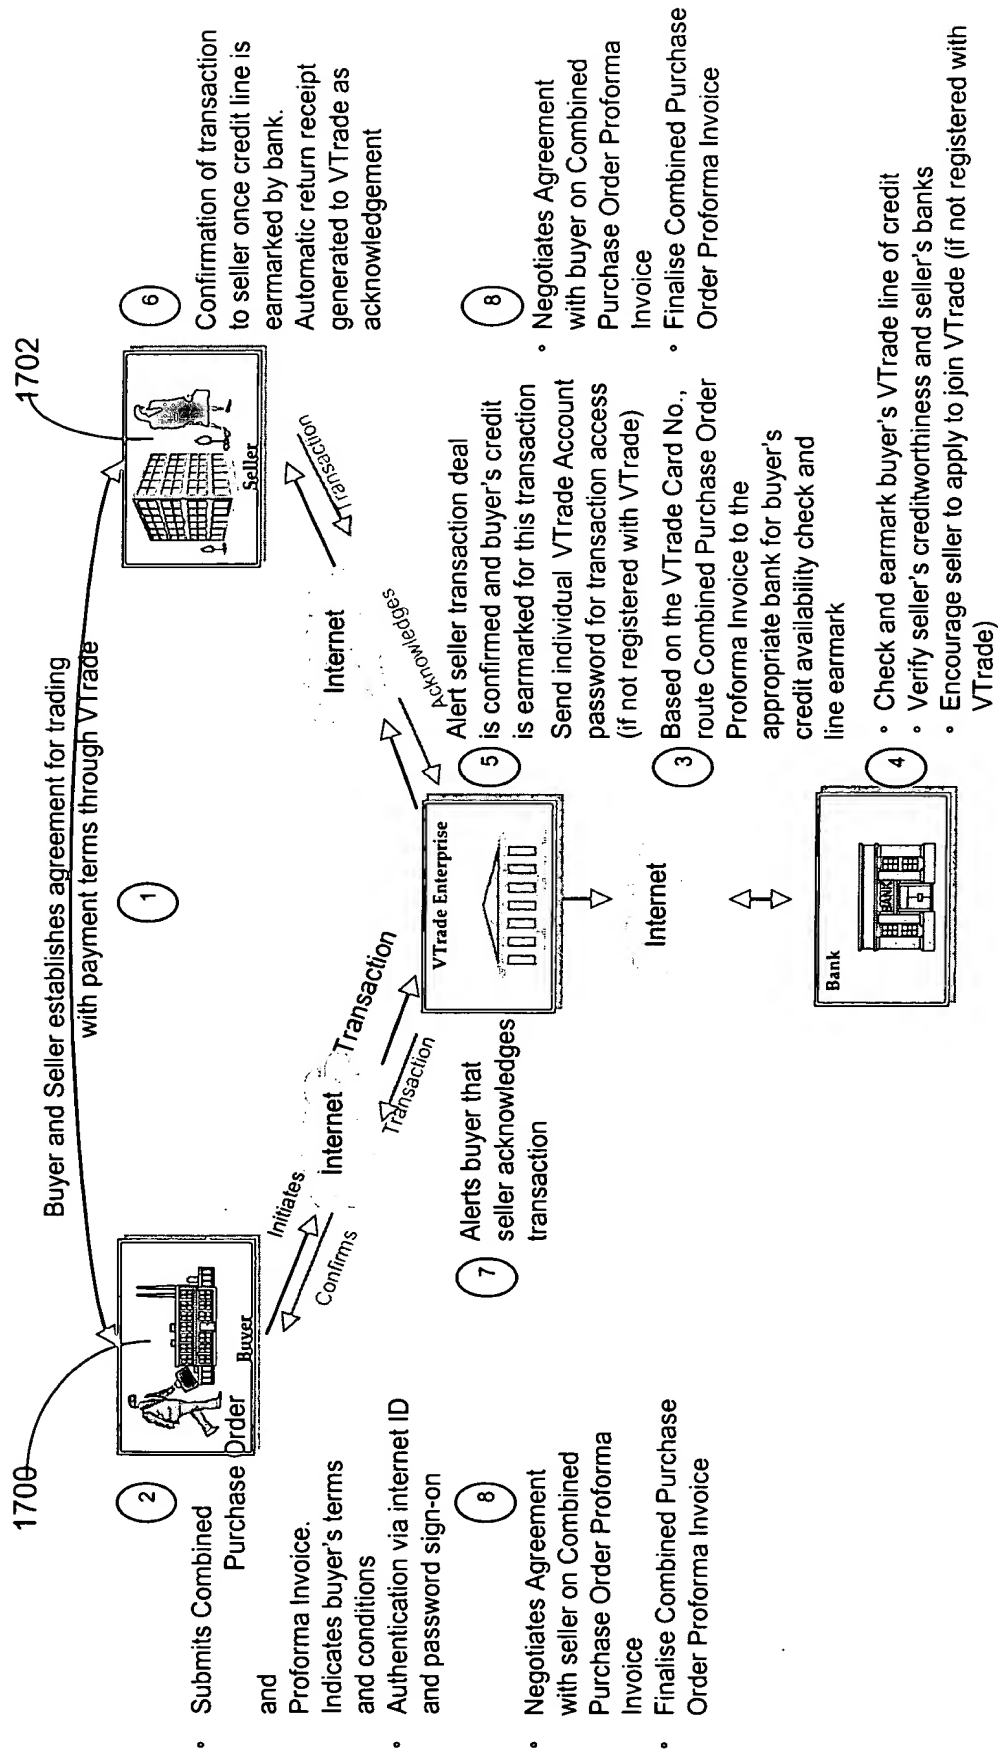 1700
1702
Buyer and Seller establishes agreement for trading
with payment terms through VTrade
1
2
° Submits Combined
Purchase Order
and
Proforma Invoice.
Indicates buyer's terms
and conditions
° Authentication via internet ID
and password sign-on
Buyer
Initiates
Confirms
Internet
Transaction
Transaction
8
° Negotiates Agreement
with seller on Combined
Purchase Order Proforma
Invoice
° Finalise Combined Purchase
Order Proforma Invoice
7
Alerts buyer that
seller acknowledges
transaction
VTrade Enterprise
Internet
Bank
BANK
Seller
Transaction
Internet
Acknowledges
5
Alert seller transaction deal
is confirmed and buyer's credit
is earmarked for this transaction
Send individual VTrade Account
password for transaction access
(if not registered with VTrade)
3
Based on the VTrade Card No.,
route Combined Purchase Order
Proforma Invoice to the
appropriate bank for buyer's
credit availability check and
line earmark
4
° Check and earmark buyer's VTrade line of credit
° Verify seller's creditworthiness and seller's banks
° Encourage seller to apply to join VTrade (if not registered with
VTrade)
6
Confirmation of transaction
to seller once credit line is
earmarked by bank.
Automatic return receipt
generated to VTrade as
acknowledgement
8
° Negotiates Agreement
with buyer on Combined
Purchase Order Proforma
Invoice
° Finalise Combined Purchase
Order Proforma Invoice